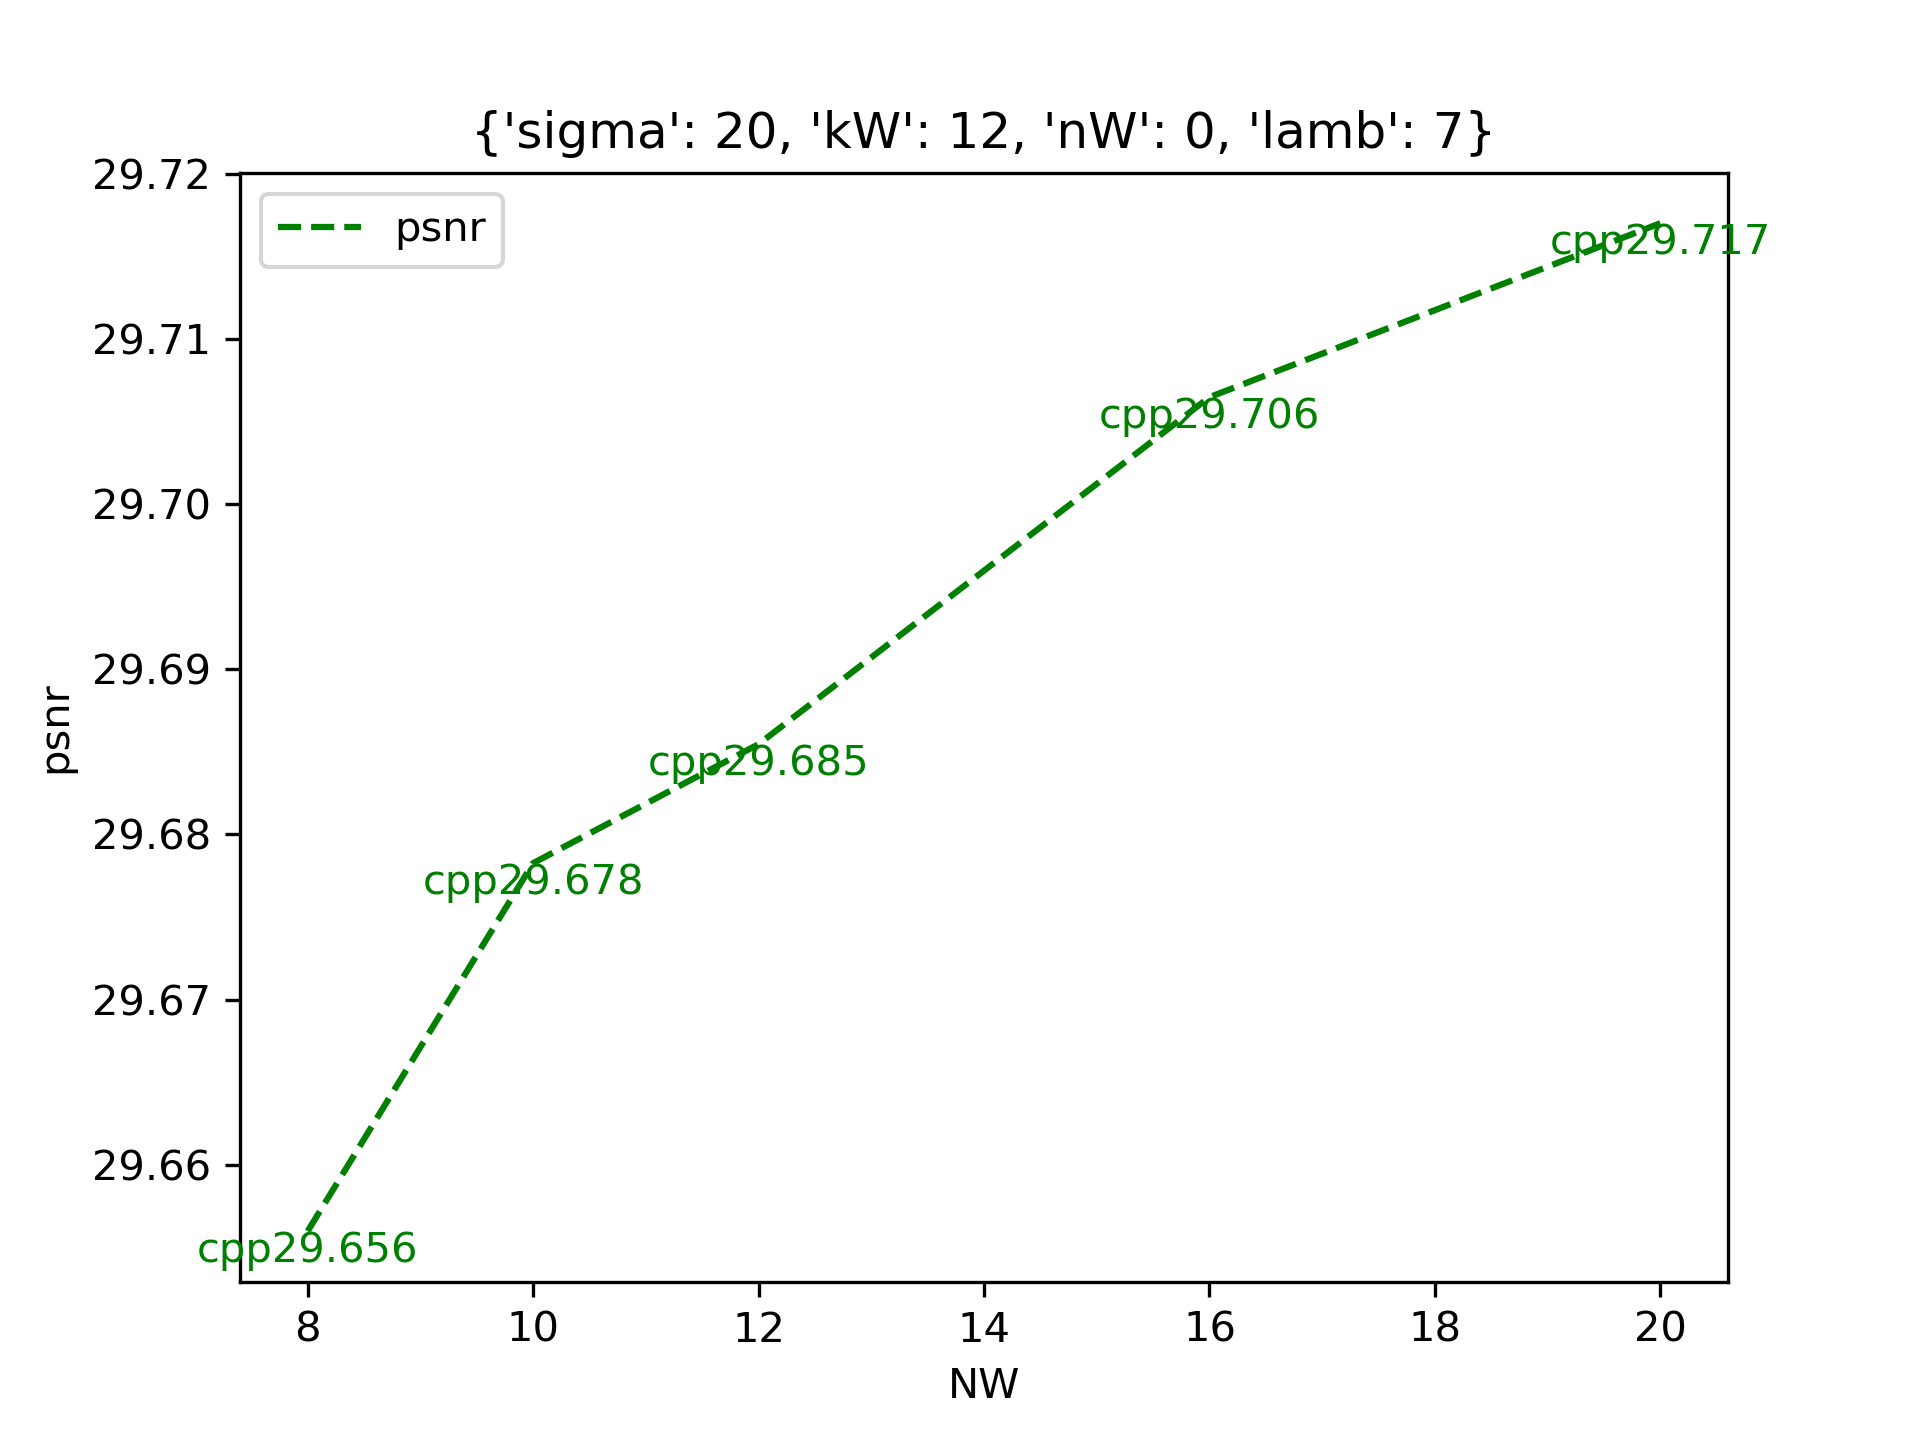 {'sigma': 20, 'kW': 12, 'nW': 0, 'lamb': 7}
29.72
29.71
29.70
29.69
29.68
29.67
29.66
psnr
psnr
cpp29.717
cpp29.706
cpp29.685
cpp29.678
cpp29.656
8 10 12 14 16 18 20
NW